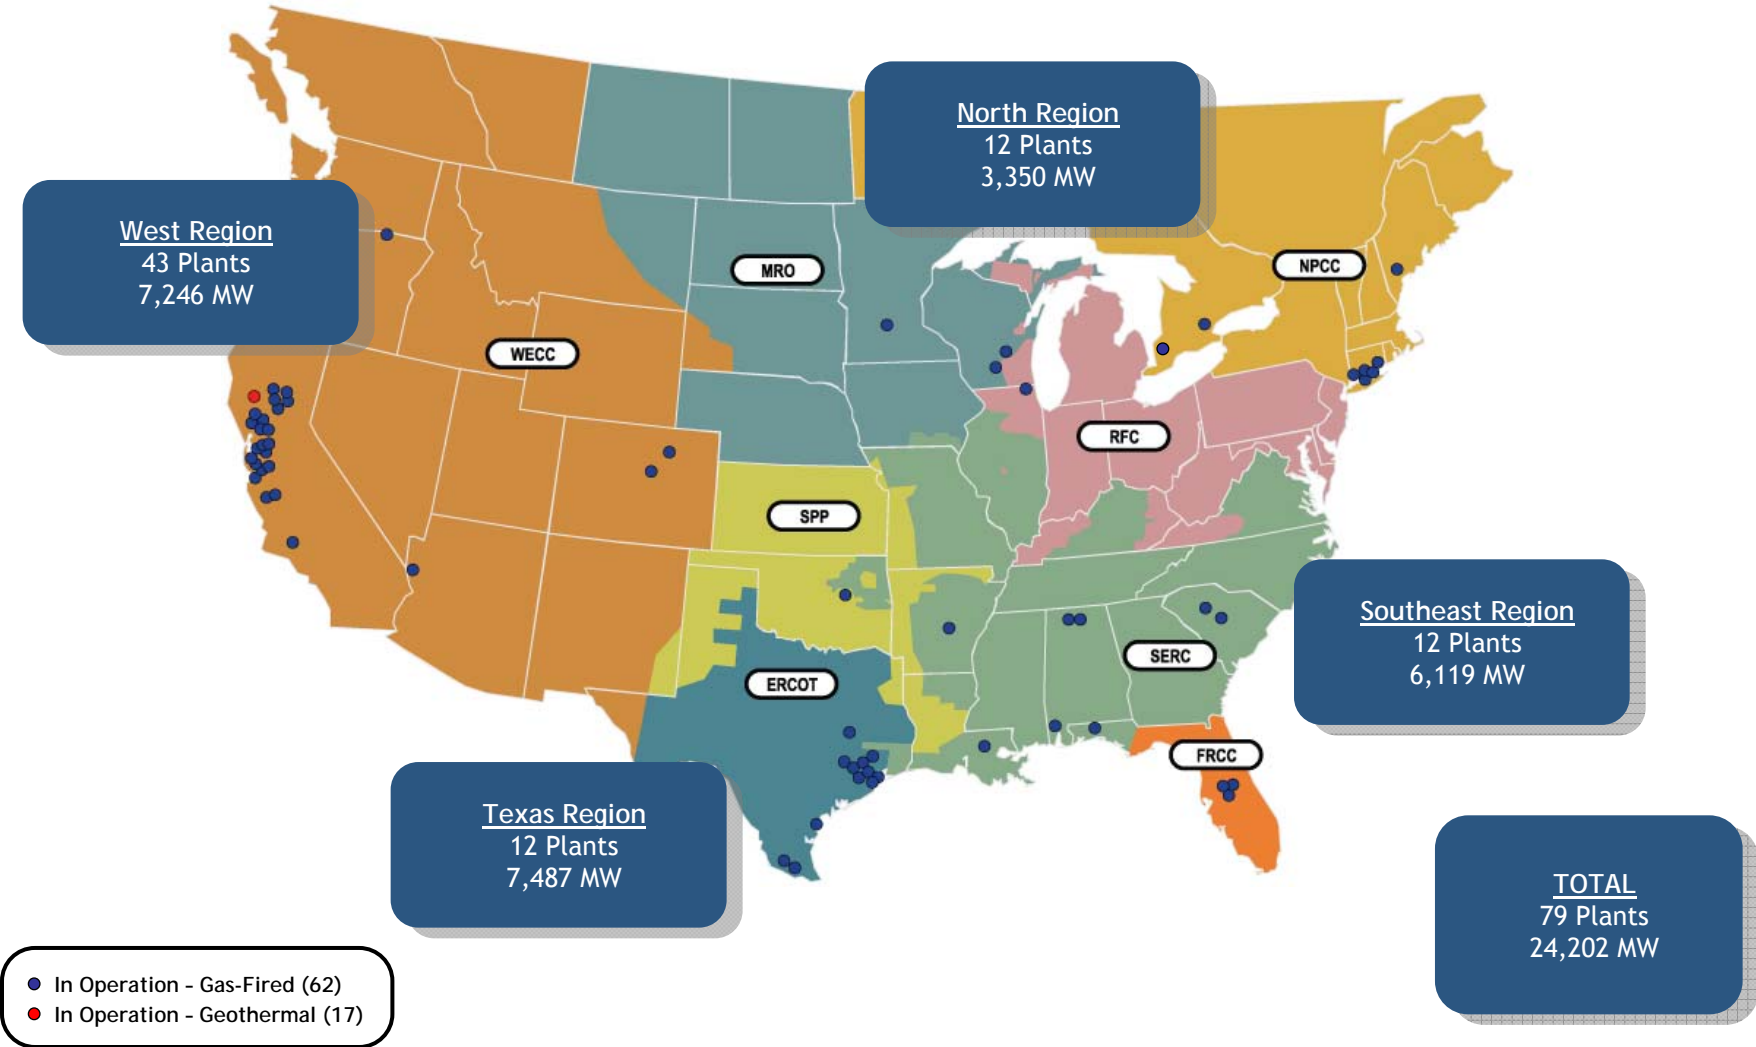 North Region
12 Plants
3,350 MW
West Region
43 Plants
7,246 MW
MRO
NPCC
WECC
RFC
SPP
Southeast Region
12 Plants
6,119 MW
SERC
ERCOT
FRCC
Texas Region
12 Plants
7,487 MW
TOTAL
79 Plants
24,202 MW
In Operation - Gas-Fired (62)
In Operation - Geothermal (17)